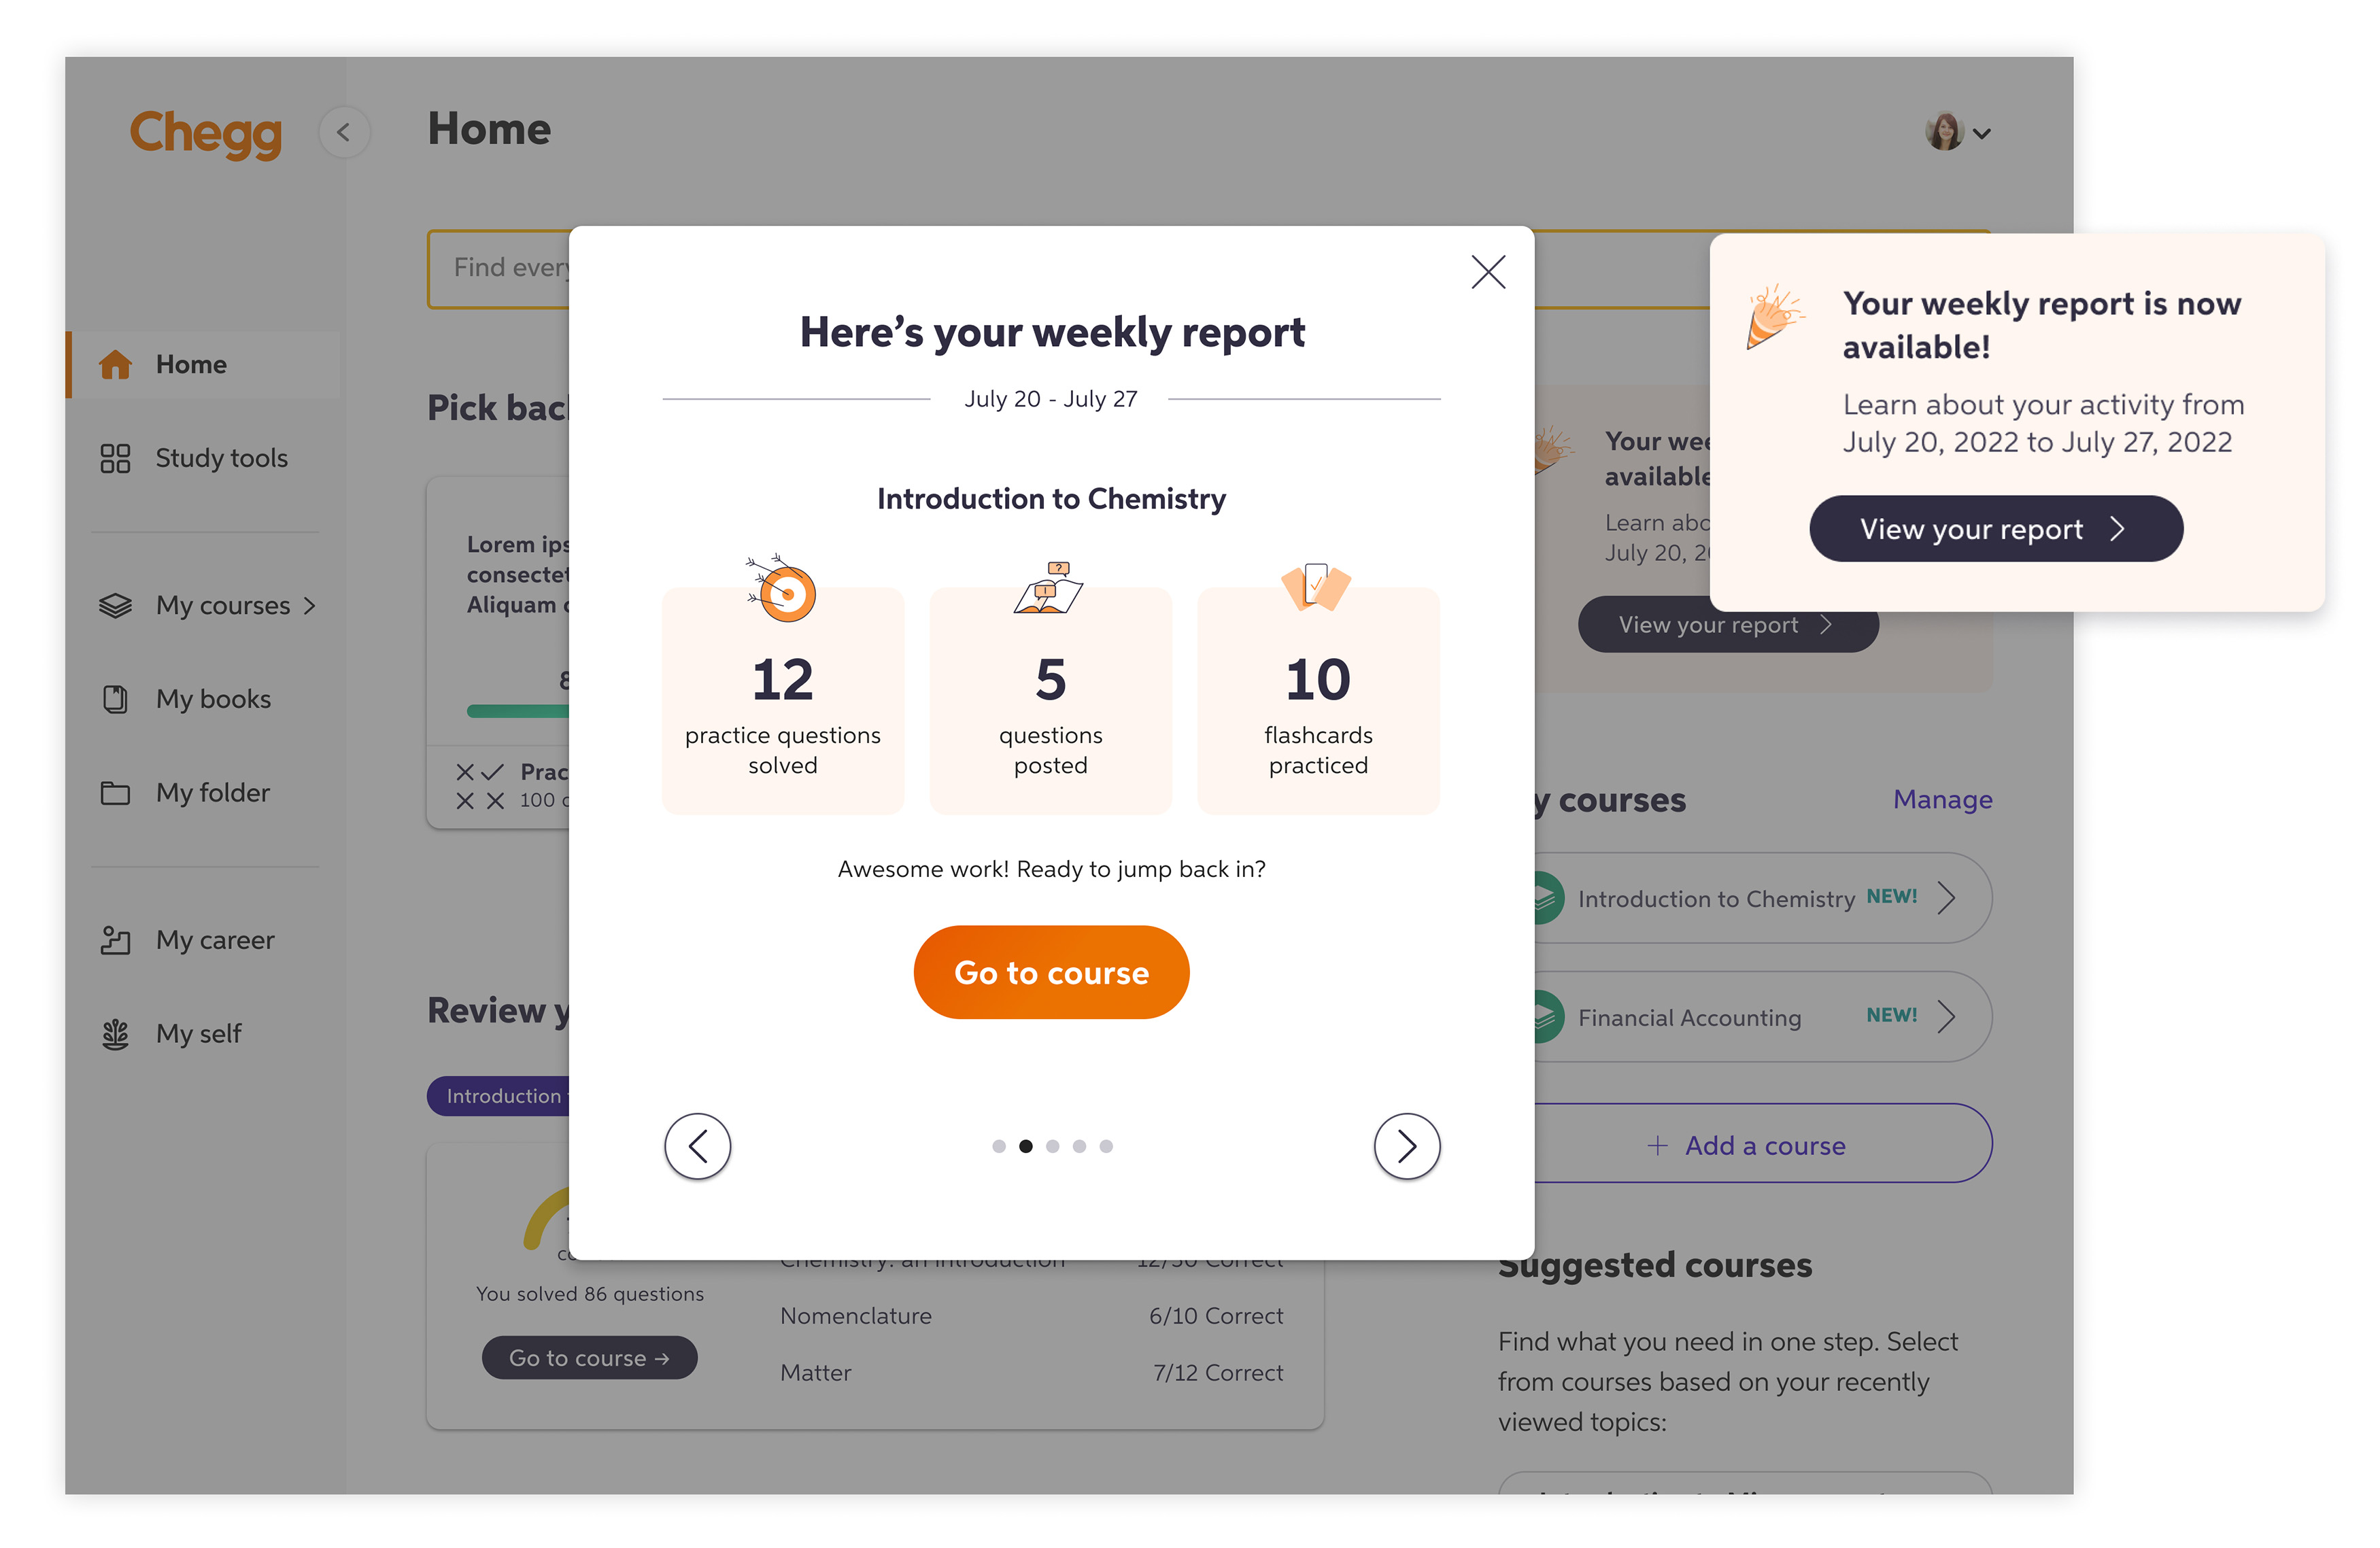 Chegg
Home
Find every
Home
Study tools
My courses
My books
My folder
My career
My self
Pick bac
Lorem ips
consectet
Aliquam
8
Prac
100
Review y
Introduction
You solved 86 questions
Go to course →
Chemistry: an introduction 12/30 Correct
Nomenclature 6/10 Correct
Matter 7/12 Correct
Here's your weekly report
July 20 - July 27
Introduction to Chemistry
12
practice questions
solved
5
questions
posted
10
flashcards
practiced
Awesome work! Ready to jump back in?
Go to course
Your weekly report is now
available!
Learn about your activity from
July 20, 2022 to July 27, 2022
View your report
Your wee
available
Learn abo
July 20, 2
View your report
y courses
Manage
Introduction to Chemistry NEW!
Financial Accounting NEW!
+ Add a course
Suggested courses
Find what you need in one step. Select
from courses based on your recently
viewed topics: